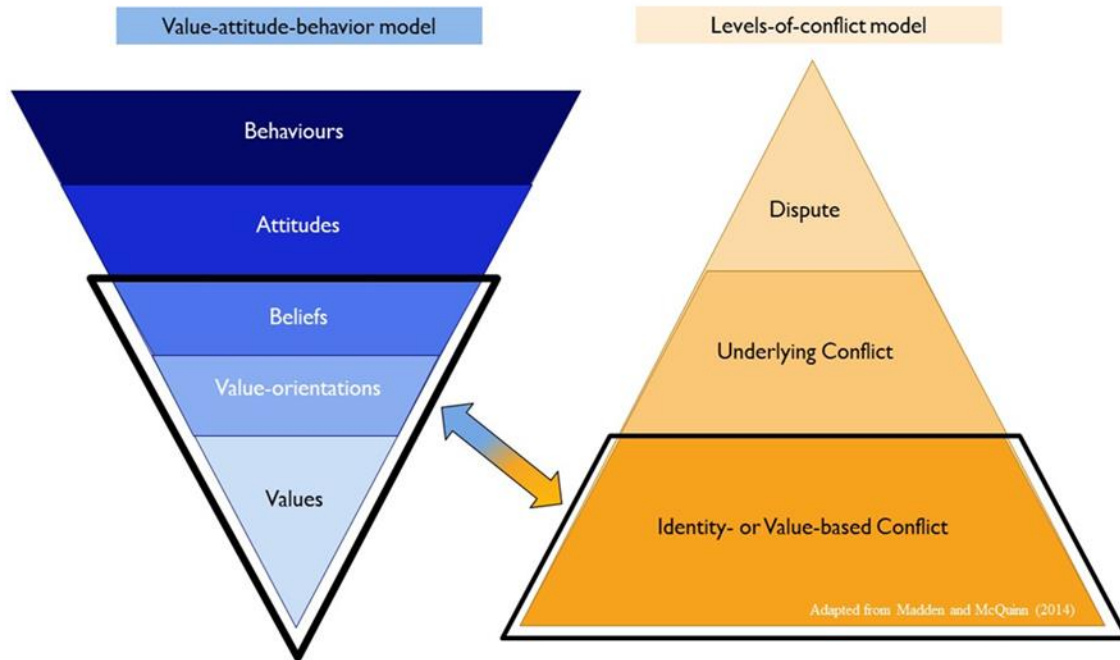 Value-attitude-behavior model
Behaviours
Attitudes
Beliefs
Value-orientations
Values
Levels-of-conflict model
Dispute
Underlying Conflict
Identity- or Value-based Conflict
Adapted from Madden and McQuinn (2014)